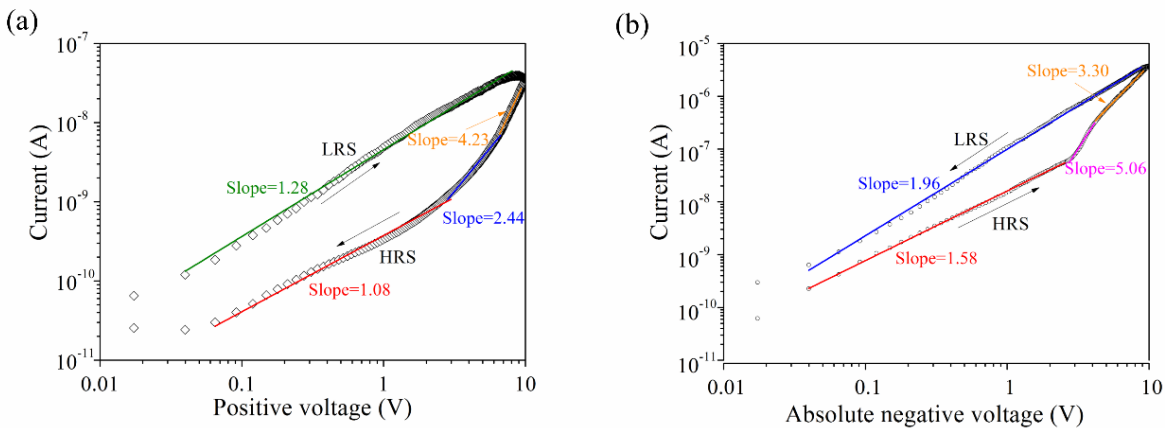 (a)
10⁻⁷
10⁻⁸
10⁻⁹
10⁻¹⁰
10⁻¹¹
Current (A)
0.01
0.1
1
10
Positive voltage (V)
LRS
Slope=1.28
Slope=4.23
Slope=2.44
HRS
Slope=1.08
(b)
10⁻⁵
10⁻⁶
10⁻⁷
10⁻⁸
10⁻⁹
10⁻¹⁰
10⁻¹¹
Current (A)
0.01
0.1
1
10
Absolute negative voltage (V)
Slope=3.30
LRS
Slope=5.06
Slope=1.96
HRS
Slope=1.58